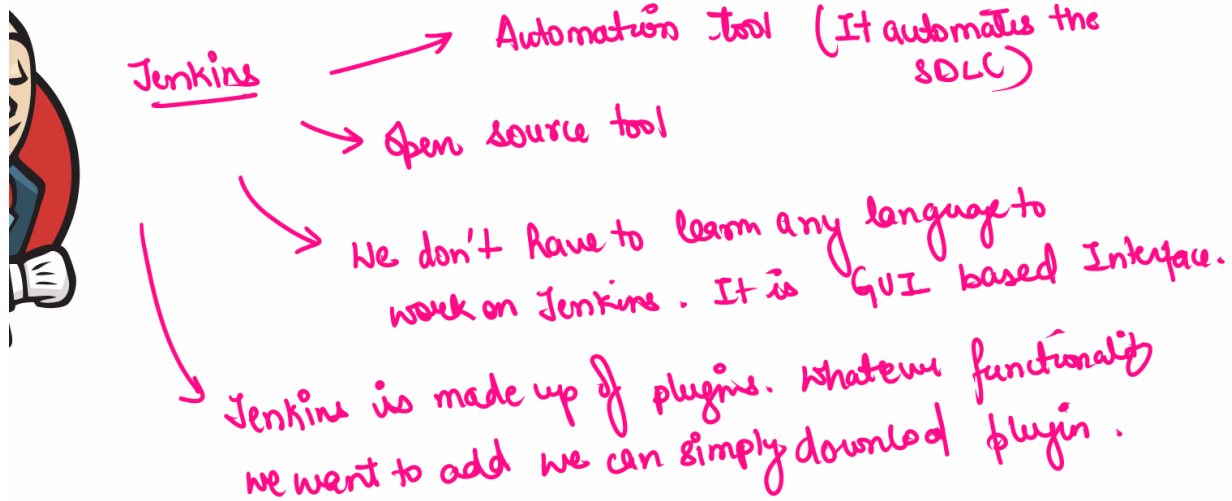 Jenkins
Automation tool (It automates the
SDLC)
Open source tool
We don't have to learn any language to
work on Jenkins. It is GUI based Interface.
Jenkins is made up of plugins. Whatever functionality
we want to add we can simply downlod plugin.